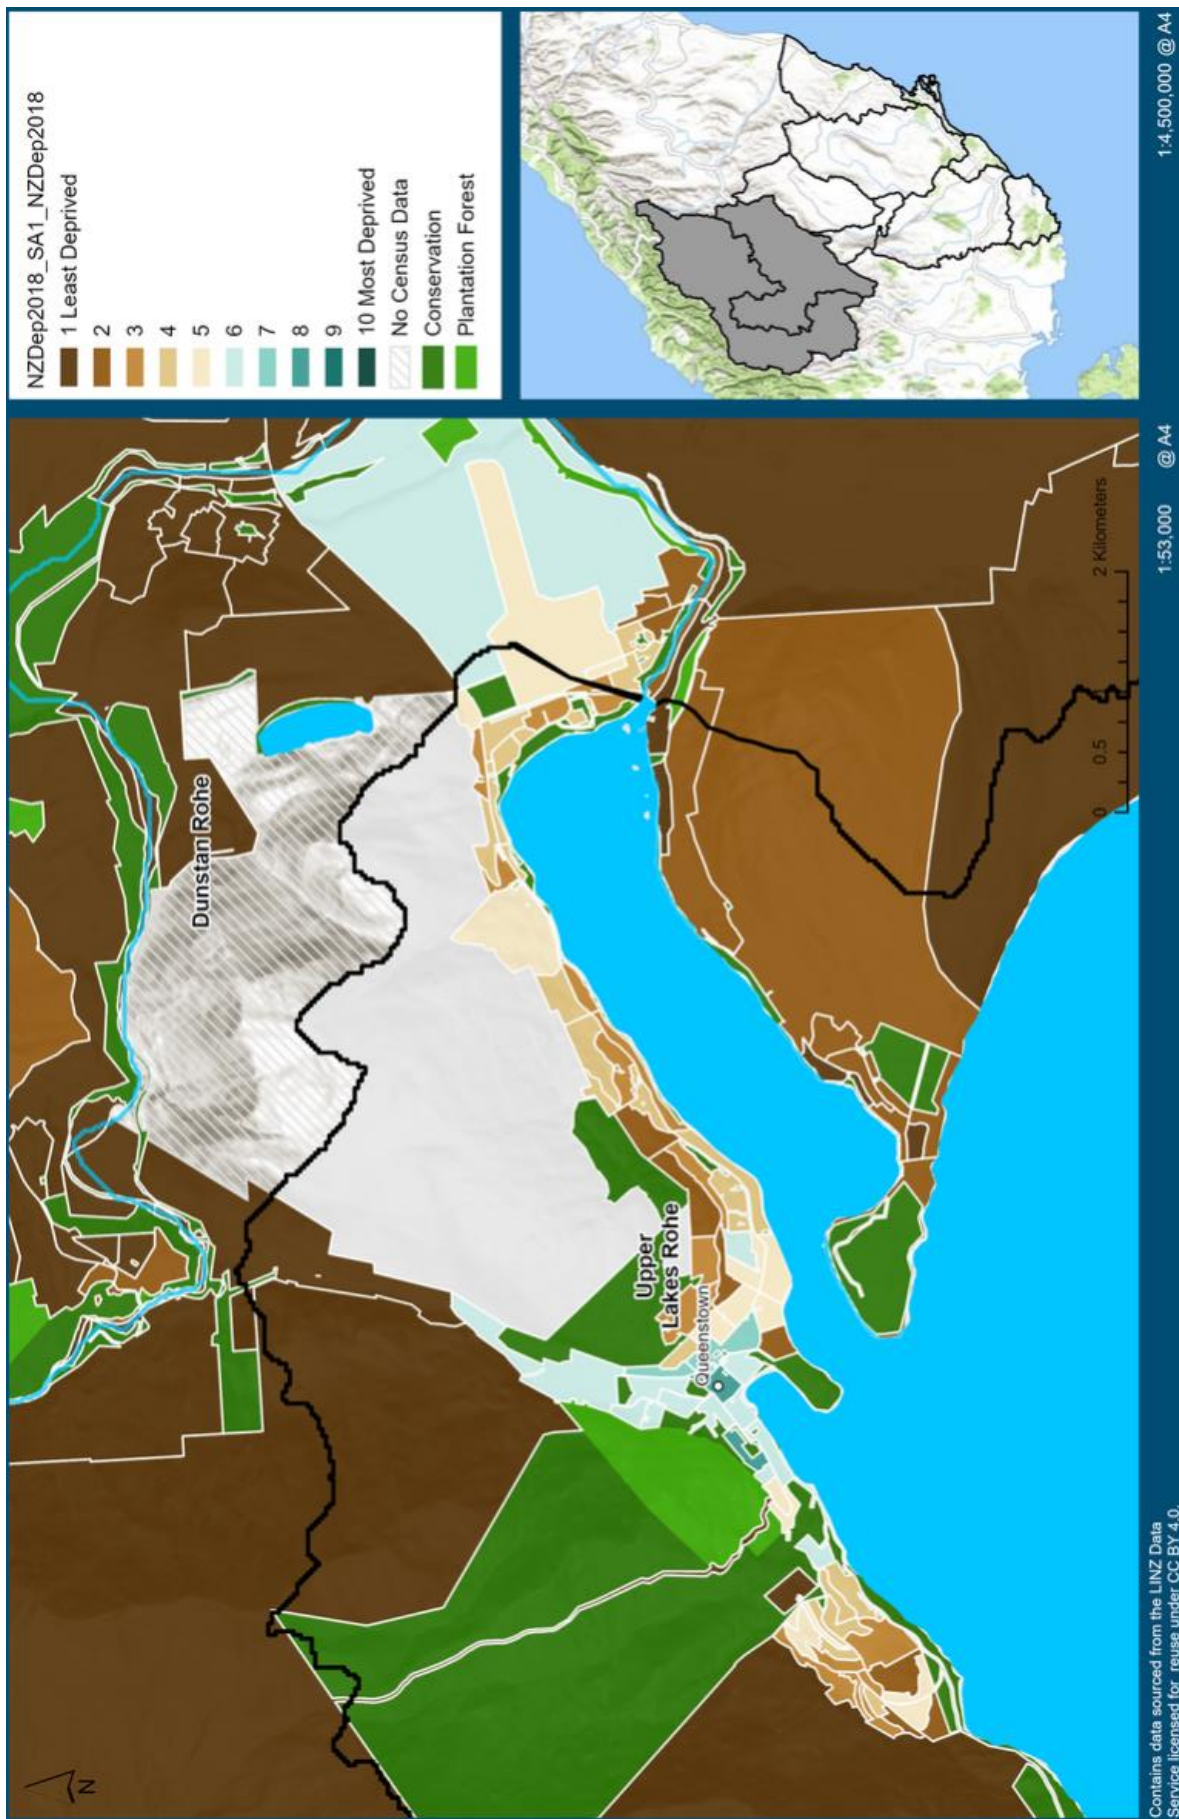 NZDep2018_SA1_NZDep2018
1 Least Deprived
2
3
4
5
6
7
8
9
10 Most Deprived
No Census Data
Conservation
Plantation Forest
Dunstan Rohe
Upper
Lakes Rohe
Queenstown
N
0
0.5
2 Kilometers
1:53,000
@ A4
1:4,500,000 @ A4
Contains data sourced from the LINZ Data
Service licensed for reuse under CC BY 4.0.